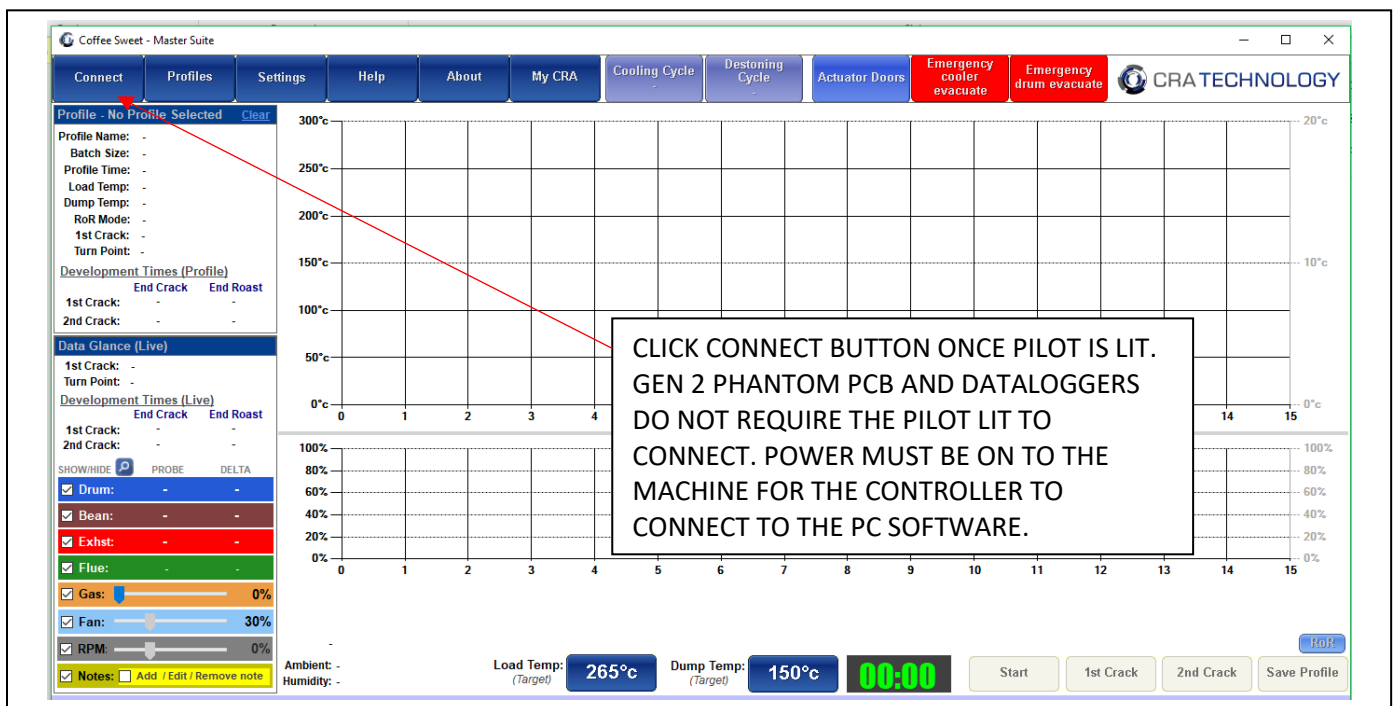 Coffee Sweet - Master Suite
Connect
Profiles
Settings
Help
About
My CRA
Cooling Cycle
-
Destoning
Cycle
-
Actuator Doors
Emergency
cooler
evacuate
Emergency
drum evacuate
CRATECHNOLOGY
Profile - No Profile Selected Clear
Profile Name: -
Batch Size: -
Profile Time: -
Load Temp: -
Dump Temp: -
RoR Mode: -
1st Crack: -
Turn Point: -
Development Times (Profile)
End Crack End Roast
1st Crack: - -
2nd Crack: - -
Data Glance (Live)
1st Crack: -
Turn Point: -
Development Times (Live)
End Crack End Roast
1st Crack: - -
2nd Crack: - -
SHOW/HIDE PROBE DELTA
Drum: - -
Bean: - -
Exhst: - -
Flue: - -
Gas: 0%
Fan: 30%
RPM: 0%
Notes: Add / Edit / Remove note
300°c
250°c
200°c
150°c
100°c
50°c
0°c
20°c
10°c
0°c
0 1 2 3 4 14 15
CLICK CONNECT BUTTON ONCE PILOT IS LIT.
GEN 2 PHANTOM PCB AND DATALOGGERS
DO NOT REQUIRE THE PILOT LIT TO
CONNECT. POWER MUST BE ON TO THE
MACHINE FOR THE CONTROLLER TO
CONNECT TO THE PC SOFTWARE.
100%
80%
60%
40%
20%
0%
100%
80%
60%
40%
20%
0%
0 1 2 3 4 5 6 7 8 9 10 11 12 13 14 15
-
Ambient: -
Humidity: -
Load Temp:
(Target)
265°c
Dump Temp:
(Target)
150°c
00:00
RoR
Start
1st Crack
2nd Crack
Save Profile